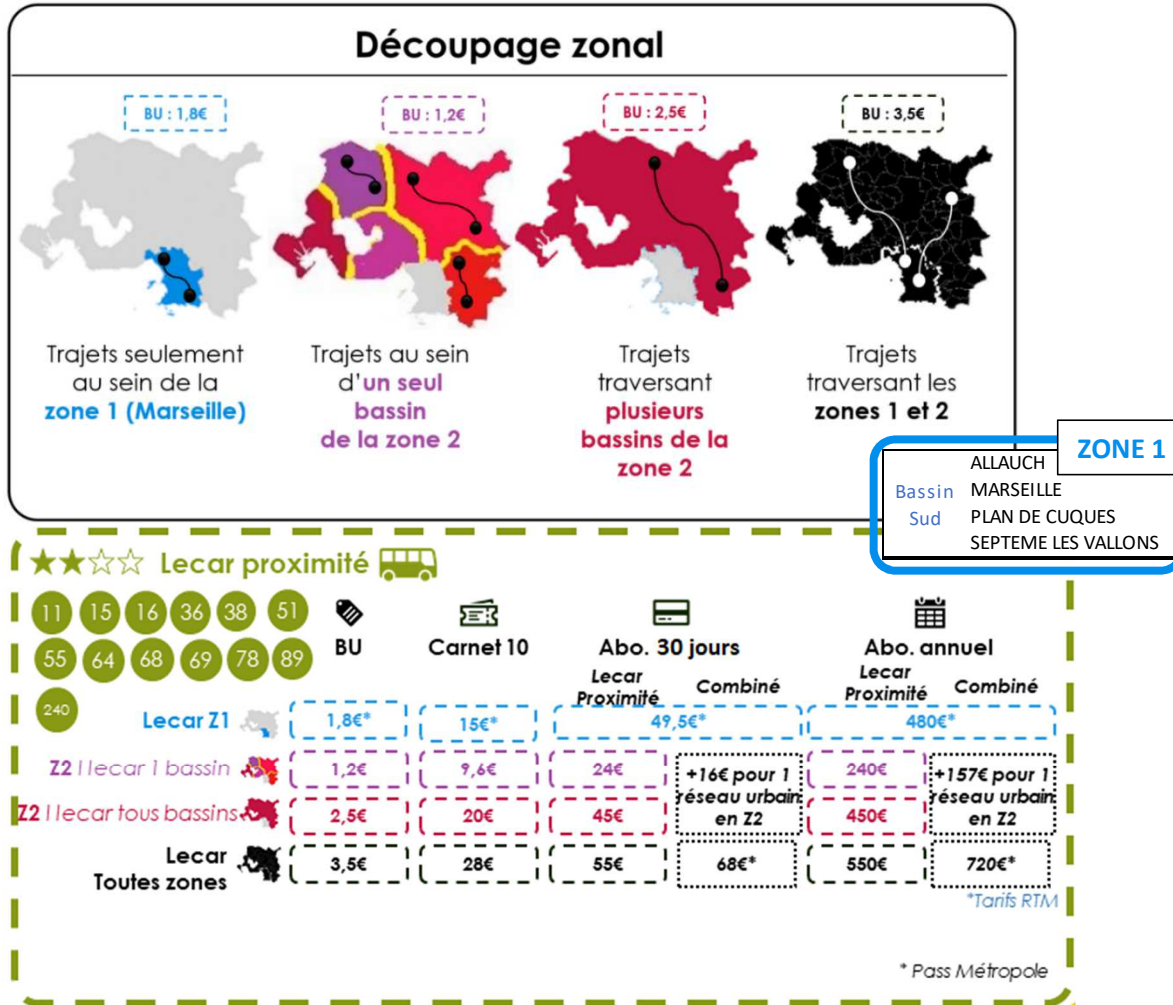 Découpage zonal
BU : 1,8€
BU : 1,2€
BU : 2,5€
BU : 3,5€
Trajets seulement
au sein de la
zone 1 (Marseille)
Trajets au sein
d'un seul
bassin
de la zone 2
Trajets
traversant
plusieurs
bassins de la
zone 2
Trajets
traversant les
zones 1 et 2
ZONE 1
Bassin
Sud
ALLAUCH
MARSEILLE
PLAN DE CUQUES
SEPTEME LES VALLONS
★★☆☆ Lecar proximité
11 15 16 36 38 51
55 64 68 69 78 89
240
BU
Carnet 10
Abo. 30 jours
Abo. annuel
Lecar
Proximité
Combiné
Lecar
Proximité
Combiné
Lecar Z1 1,8€* 15€* 49,5€* 480€*
Z2 I lecar 1 bassin 1,2€ 9,6€ 24€ 240€
Z2 I lecar tous bassins 2,5€ 20€ 45€ 450€
+16€ pour 1
réseau urbain
en Z2
+157€ pour 1
réseau urbain
en Z2
Lecar
Toutes zones
3,5€ 28€ 55€ 68€* 550€ 720€*
*Tarifs RTM
* Pass Métropole